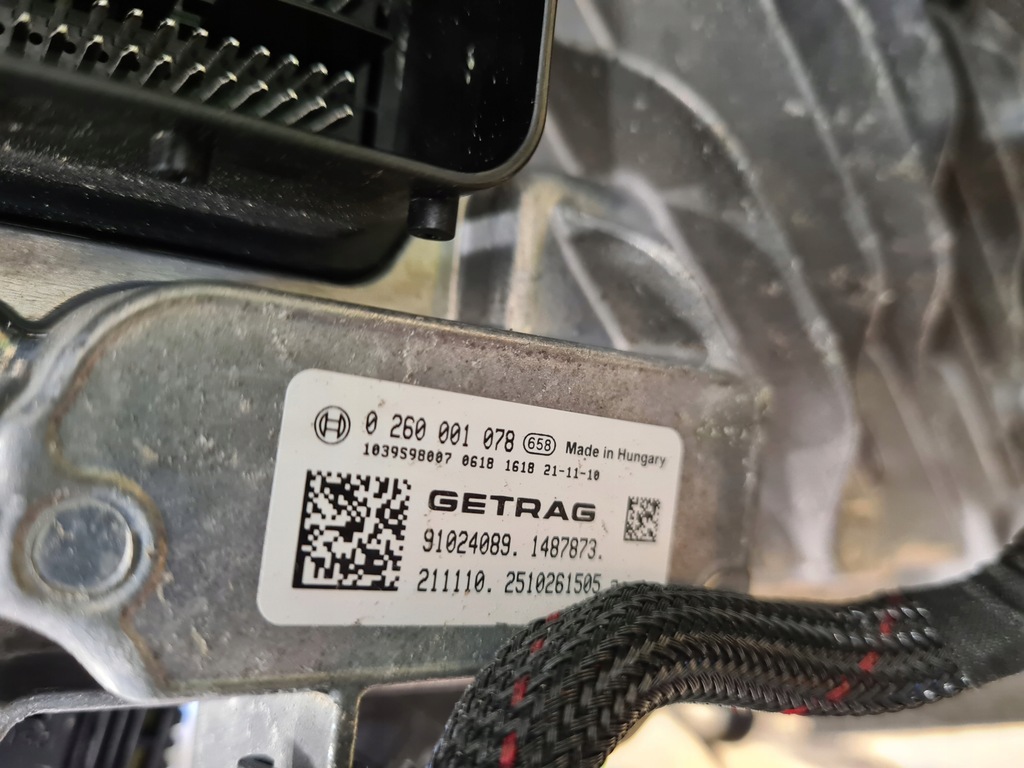 0 260 001 078 658 Made in Hungary
1039S98007 0618 1618 21-11-10
GETRAG
91024089. 1487873.
211110. 2510261505